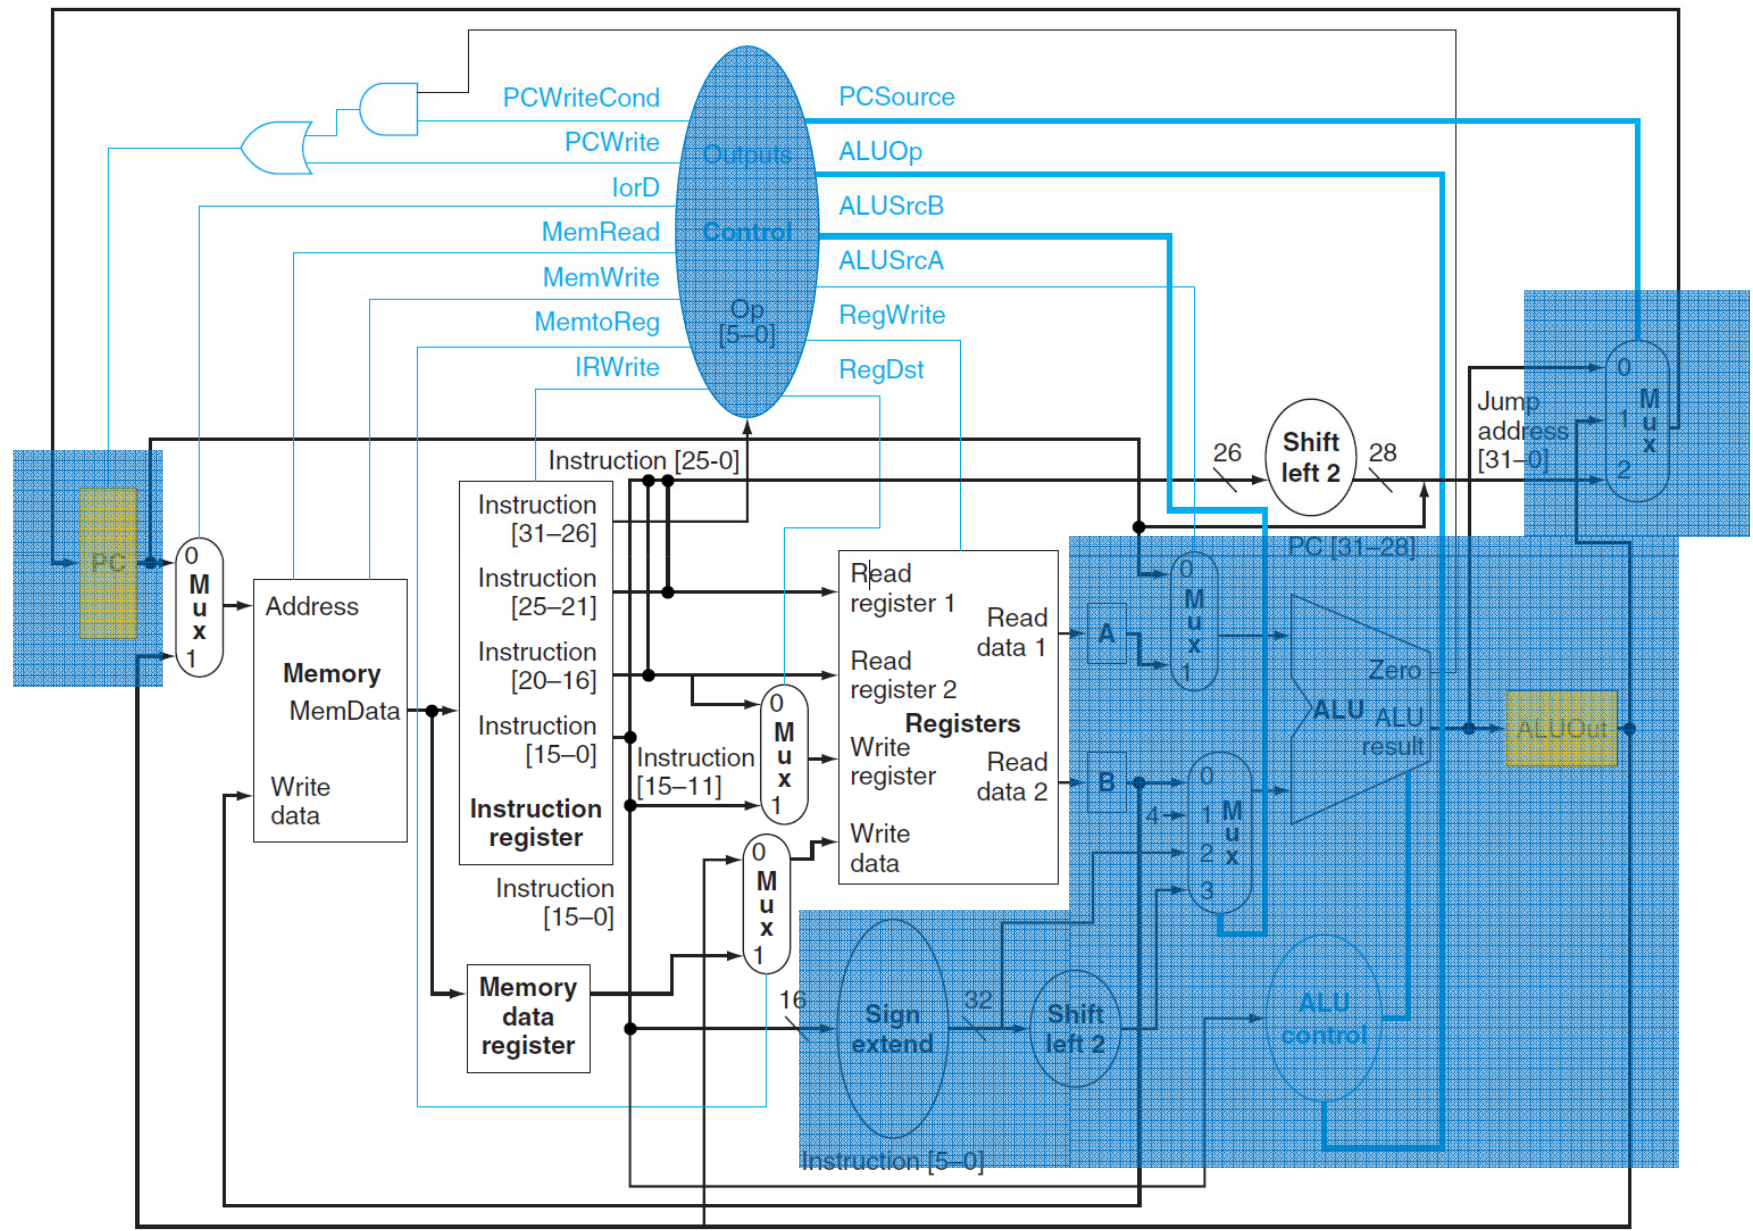 PCWriteCond
PCWrite
IorD
MemRead
MemWrite
MemtoReg
IRWrite
Outputs
Control
Op
[5–0]
PCSource
ALUOp
ALUSrcB
ALUSrcA
RegWrite
RegDst
PC
0
M
u
x
1
Address
Memory
MemData
Write
data
Instruction [25-0]
Instruction
[31–26]
Instruction
[25–21]
Instruction
[20–16]
Instruction
[15–0]
Instruction
register
Instruction
[15–0]
Memory
data
register
Instruction
[15–11]
0
M
u
x
1
0
M
u
x
1
Read
register 1
Read
register 2
Registers
Write
register
Write
data
Read
data 1
Read
data 2
16
Sign
extend
32
Shift
left 2
Instruction [5–0]
A
B
0
M
u
x
1
4
0
1
2
3
M
u
x
26
Shift
left 2
28
PC [31–28]
Jump
address
[31–0]
0
1
2
M
u
x
Zero
ALU
ALU
result
ALUOut
ALU
control